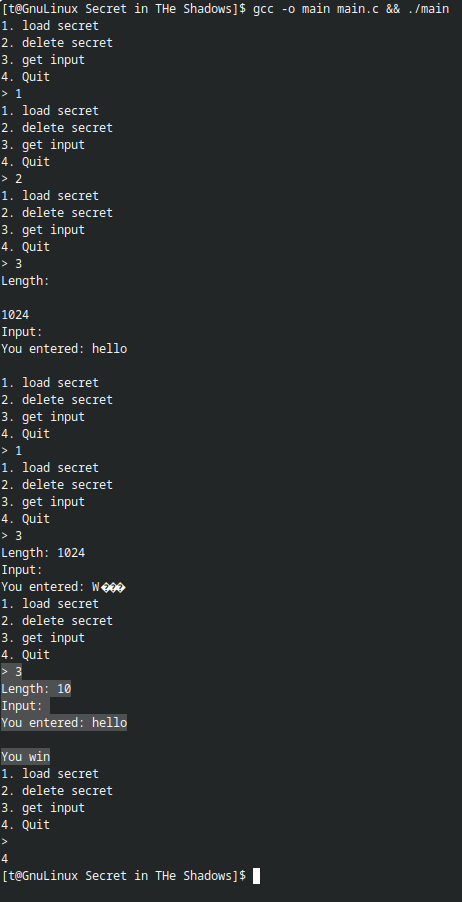 [t@GnuLinux Secret in THe Shadows]$ gcc -o main main.c && ./main
1. load secret
2. delete secret
3. get input
4. Quit
> 1
1. load secret
2. delete secret
3. get input
4. Quit
> 2
1. load secret
2. delete secret
3. get input
4. Quit
> 3
Length:
1024
Input:
You entered: hello
1. load secret
2. delete secret
3. get input
4. Quit
> 1
1. load secret
2. delete secret
3. get input
4. Quit
> 3
Length: 1024
Input:
You entered: W���
1. load secret
2. delete secret
3. get input
4. Quit
> 3
Length: 10
Input:
You entered: hello
You win
1. load secret
2. delete secret
3. get input
4. Quit
>
4
[t@GnuLinux Secret in THe Shadows]$